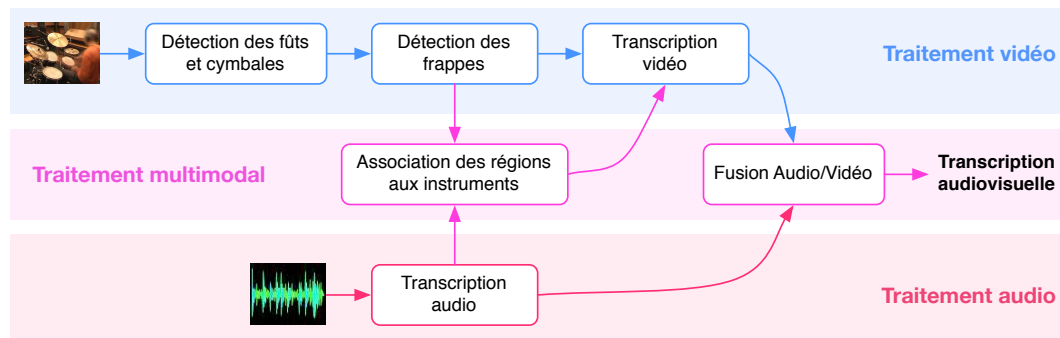 Détection des fûts
et cymbales
Détection des
frappes
Transcription
vidéo
Traitement vidéo
Traitement multimodal
Association des régions
aux instruments
Fusion Audio/Vidéo
Transcription
audiovisuelle
Transcription
audio
Traitement audio